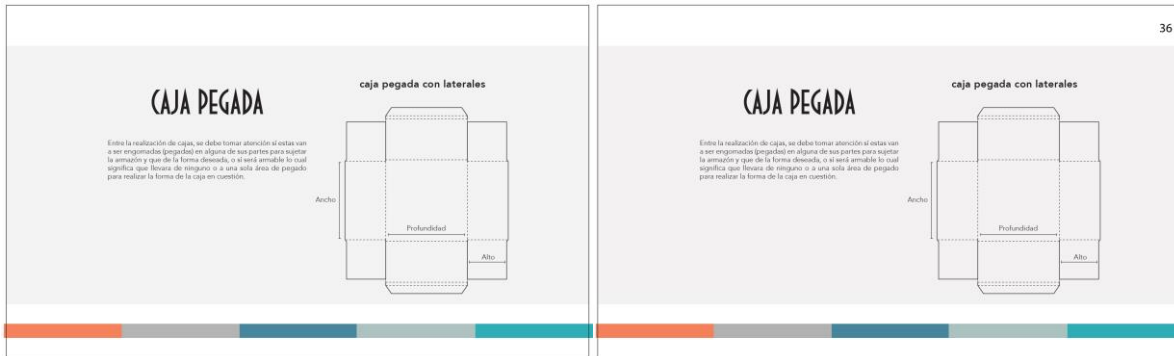 CAJA PEGADA
Entre la realización de cajas, se debe tomar atención si estas van
a ser engomadas (pegadas) en alguna de sus partes para sujetar
la armazón y que de la forma deseada, o si será armable lo cual
significa que llevara de ninguno o a una sola área de pegado
para realizar la forma de la caja en cuestión.
caja pegada con laterales
Ancho
Profundidad
Alto
36
CAJA PEGADA
Entre la realización de cajas, se debe tomar atención si estas van
a ser engomadas (pegadas) en alguna de sus partes para sujetar
la armazón y que de la forma deseada, o si será armable lo cual
significa que llevara de ninguno o a una sola área de pegado
para realizar la forma de la caja en cuestión.
caja pegada con laterales
Ancho
Profundidad
Alto